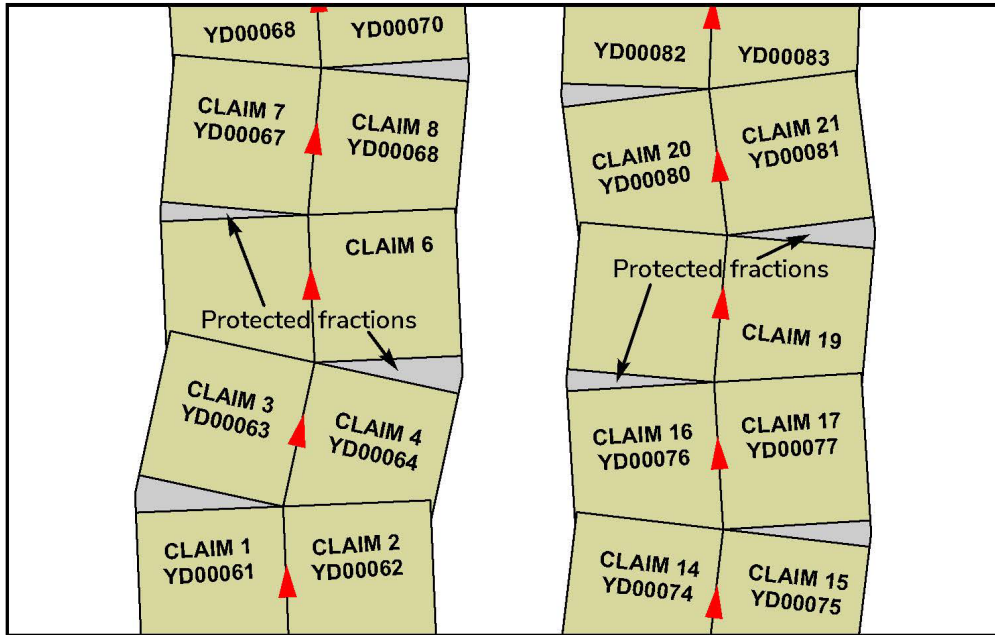 YD00068
YD00070
CLAIM 7
YD00067
CLAIM 8
YD00068
CLAIM 6
Protected fractions
CLAIM 3
YD00063
CLAIM 4
YD00064
CLAIM 1
YD00061
CLAIM 2
YD00062
YD00082
YD00083
CLAIM 20
YD00080
CLAIM 21
YD00081
Protected fractions
CLAIM 19
CLAIM 16
YD00076
CLAIM 17
YD00077
CLAIM 14
YD00074
CLAIM 15
YD00075